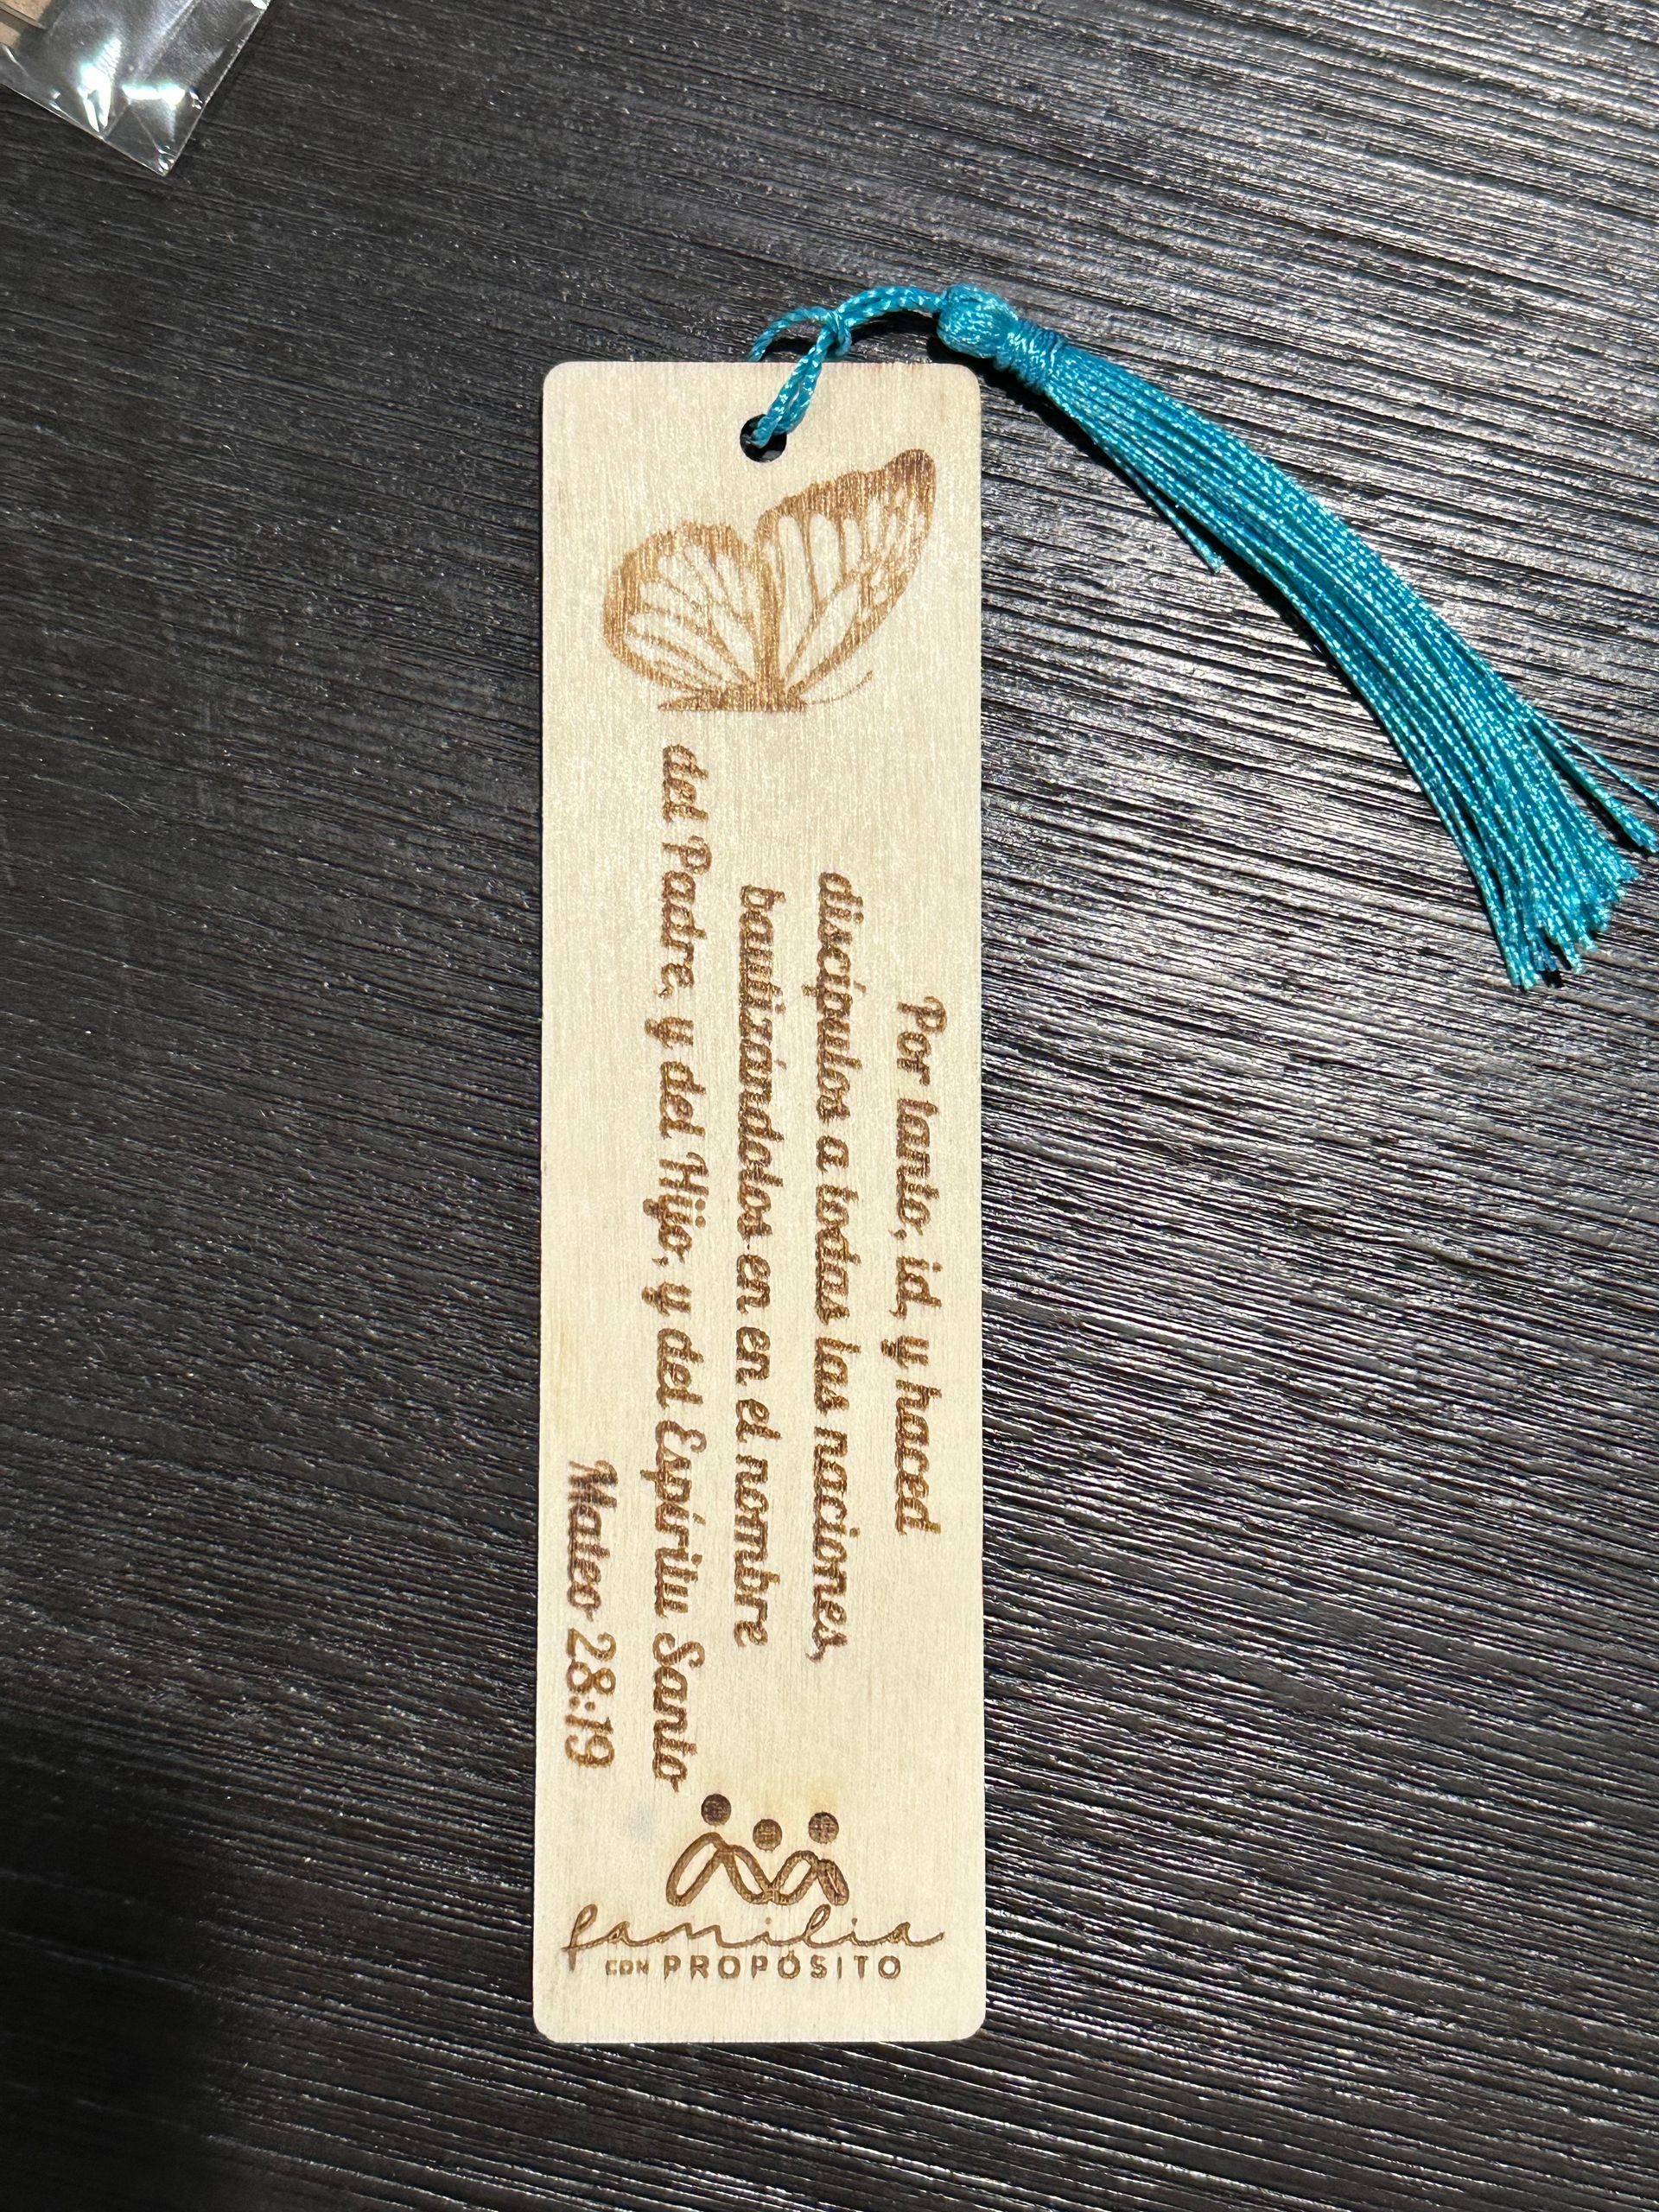 Por tanto, id, y haced
discípulos a todas las naciones,
bautizándolos en en el nombre
del Padre, y del Hijo, y del Espíritu Santo
Mateo 28:19
familia
CON PROPÓSITO